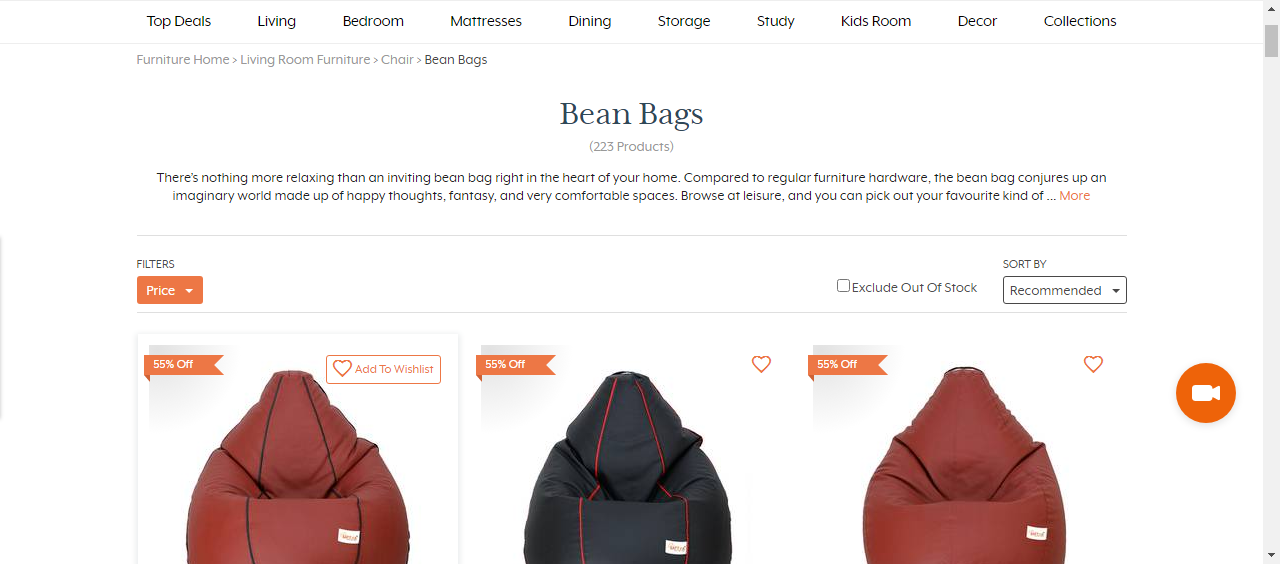 Top Deals Living Bedroom Mattresses Dining Storage Study Kids Room Decor Collections
Furniture Home > Living Room Furniture > Chair > Bean Bags
Bean Bags
(223 Products)
There's nothing more relaxing than an inviting bean bag right in the heart of your home. Compared to regular furniture hardware, the bean bag conjures up an
imaginary world made up of happy thoughts, fantasy, and very comfortable spaces. Browse at leisure, and you can pick out your favourite kind of ... More
FILTERS
Price
Exclude Out Of Stock
SORT BY
Recommended
55% Off
Add To Wishlist
55% Off
55% Off